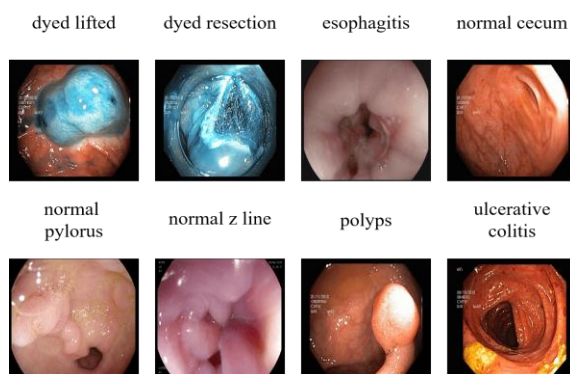 dyed lifted
dyed resection
esophagitis
normal cecum
normal
pylorus
normal z line
polyps
ulcerative
colitis